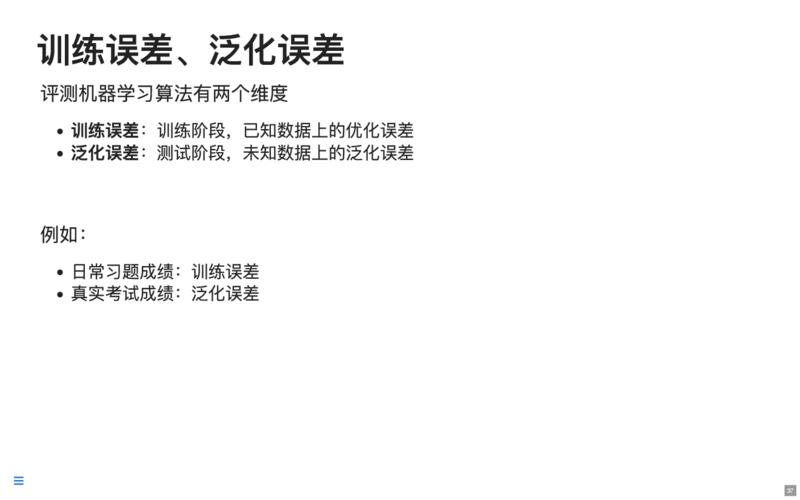 训练误差、泛化误差
评测机器学习算法有两个维度
• 训练误差：训练阶段，已知数据上的优化误差
• 泛化误差：测试阶段，未知数据上的泛化误差
例如：
• 日常习题成绩：训练误差
• 真实考试成绩：泛化误差
37